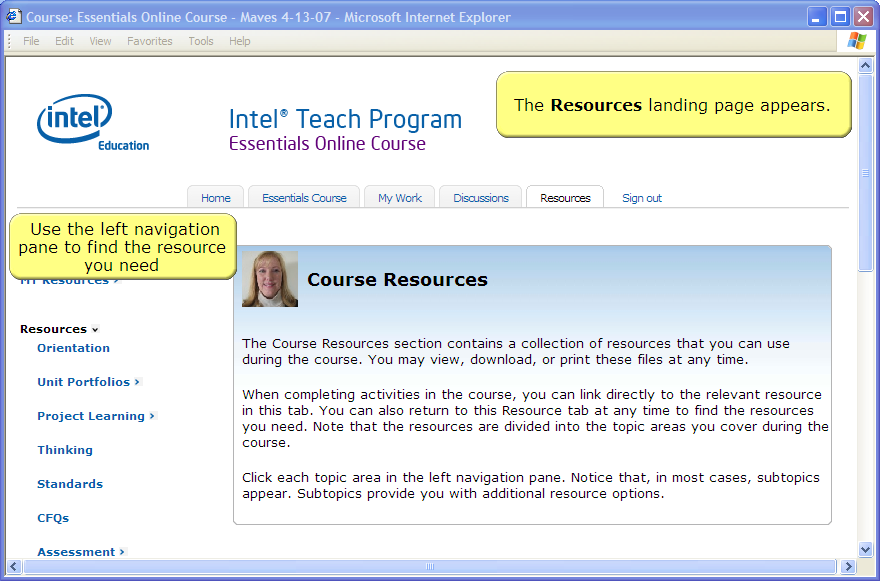 Course: Essentials Online Course - Maves 4-13-07 - Microsoft Internet Explorer
File Edit View Favorites Tools Help
intel®
Education
Intel® Teach Program
Essentials Online Course
The Resources landing page appears.
Home Essentials Course My Work Discussions Resources Sign out
Use the left navigation
pane to find the resource
you need
My Resources ›
Resources
Orientation
Unit Portfolios ›
Project Learning ›
Thinking
Standards
CFQs
Assessment ›
Course Resources
The Course Resources section contains a collection of resources that you can use
during the course. You may view, download, or print these files at any time.
When completing activities in the course, you can link directly to the relevant resource
in this tab. You can also return to this Resource tab at any time to find the resources
you need. Note that the resources are divided into the topic areas you cover during the
course.
Click each topic area in the left navigation pane. Notice that, in most cases, subtopics
appear. Subtopics provide you with additional resource options.